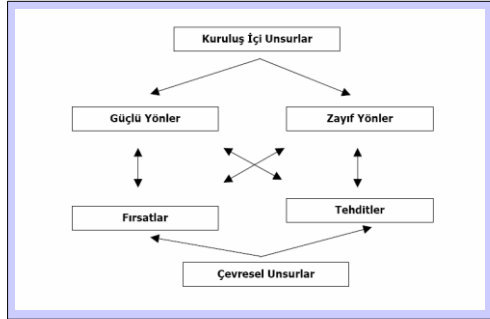 Kuruluş İçi Unsurlar
Güçlü Yönler
Zayıf Yönler
Fırsatlar
Tehditler
Çevresel Unsurlar